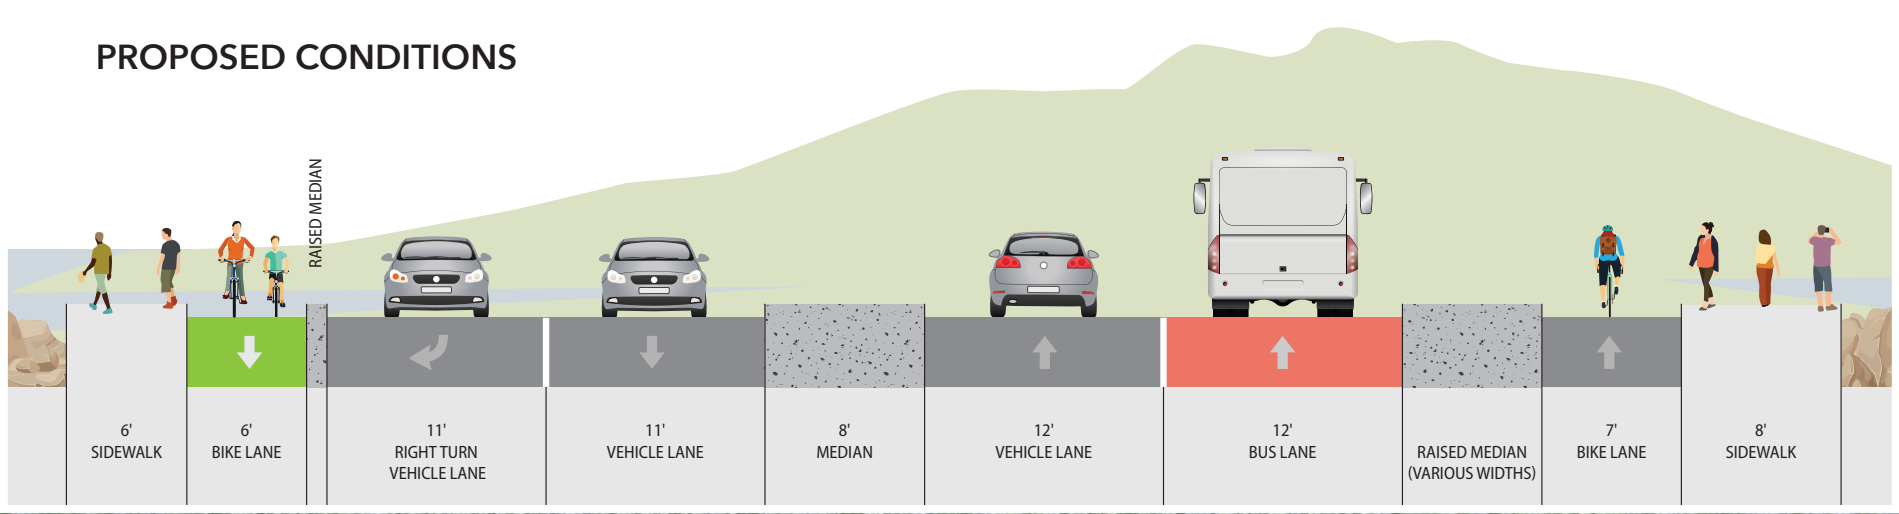 PROPOSED CONDITIONS
RAISED MEDIAN
6'
SIDEWALK
6'
BIKE LANE
11'
RIGHT TURN
VEHICLE LANE
11'
VEHICLE LANE
8'
MEDIAN
12'
VEHICLE LANE
12'
BUS LANE
RAISED MEDIAN
(VARIOUS WIDTHS)
7'
BIKE LANE
8'
SIDEWALK